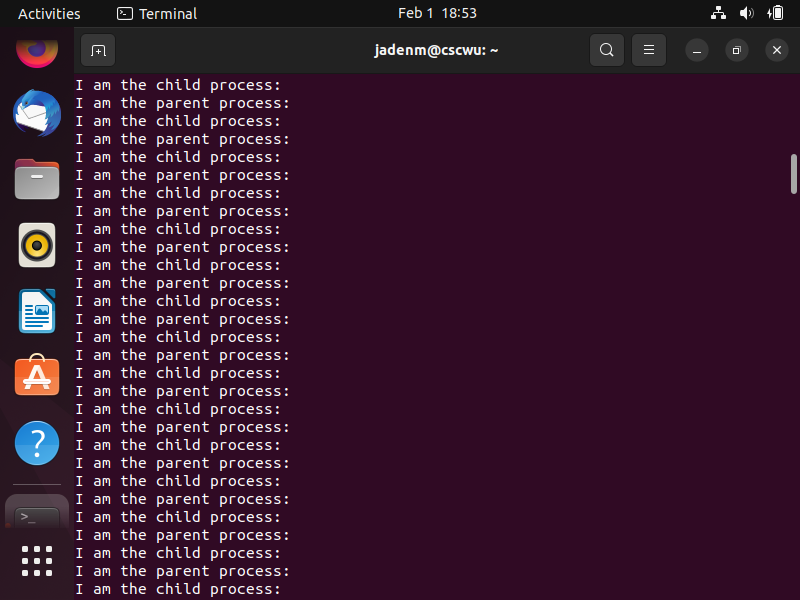 Activities Terminal Feb 1 18:53
jadenm@cscwu: ~
I am the child process:
I am the parent process:
I am the child process:
I am the parent process:
I am the child process:
I am the parent process:
I am the child process:
I am the parent process:
I am the child process:
I am the parent process:
I am the child process:
I am the parent process:
I am the child process:
I am the parent process:
I am the child process:
I am the parent process:
I am the child process:
I am the parent process:
I am the child process:
I am the parent process:
I am the child process:
I am the parent process:
I am the child process:
I am the parent process:
I am the child process:
I am the parent process:
I am the child process:
I am the parent process:
I am the child process: